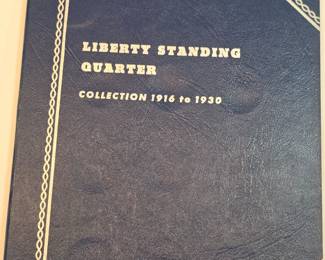 LIBERTY STANDING
QUARTER
COLLECTION 1916 to 1930